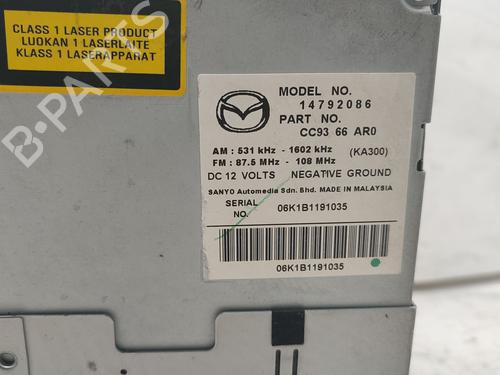 CLASS 1 LASER PRODUCT
LUOKAN 1 LASERLAITE
KLASS 1 LASERAPPARAT
MODEL NO.
14792086
PART NO.
CC93 66 AR0
AM : 531 kHz - 1602 kHz (KA300)
FM : 87.5 MHz - 108 MHz
DC 12 VOLTS NEGATIVE GROUND
SANYO Automedia Sdn. Bhd. MADE IN MALAYSIA
SERIAL NO. 06K1B1191035
06K1B1191035
B-PARTS